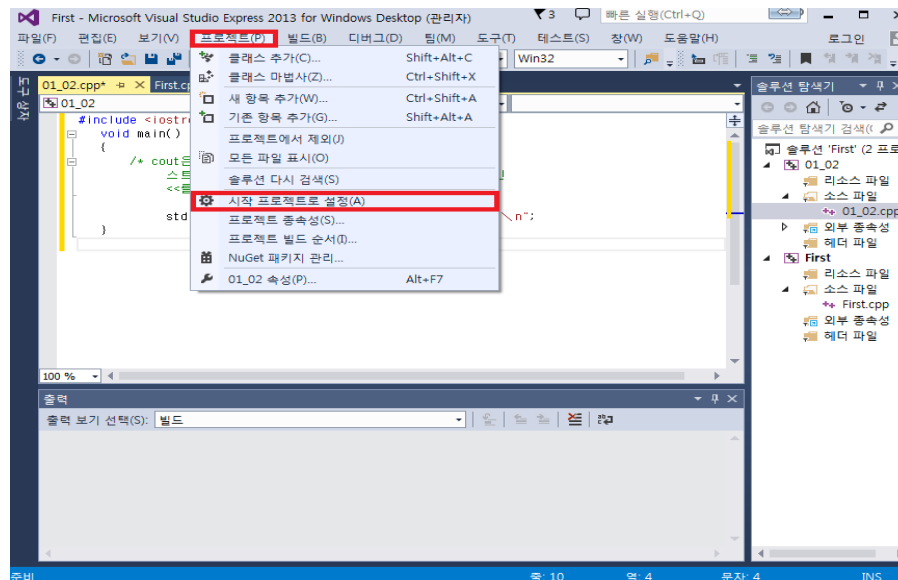 First - Microsoft Visual Studio Express 2013 for Windows Desktop (관리자)
3
빠른 실행(Ctrl+Q)
파일(F) 편집(E) 보기(V) 프로젝트(P) 빌드(B) 디버그(D) 팀(M) 도구(T) 테스트(S) 창(W) 도움말(H) 로그인
Win32
클래스 추가(C)... Shift+Alt+C
클래스 마법사(Z)... Ctrl+Shift+X
새 항목 추가(W)... Ctrl+Shift+A
기존 항목 추가(G)... Shift+Alt+A
프로젝트에서 제외(J)
모든 파일 표시(O)
솔루션 다시 검색(S)
시작 프로젝트로 설정(A)
프로젝트 종속성(S)...
프로젝트 빌드 순서(I)...
NuGet 패키지 관리...
01_02 속성(P)... Alt+F7
도구 상자
01_02.cpp* First.c
01_02
#include <iostr
void main()
{
/* cout은
스트
<<를
std \n";
}
100 %
출력
출력 보기 선택(S): 빌드
솔루션 탐색기
솔루션 탐색기 검색(
솔루션 'First' (2 프로
01_02
리소스 파일
소스 파일
01_02.cpp
외부 종속성
헤더 파일
First
리소스 파일
소스 파일
First.cpp
외부 종속성
헤더 파일
준비 줄: 10 열: 4 문자: 4 INS